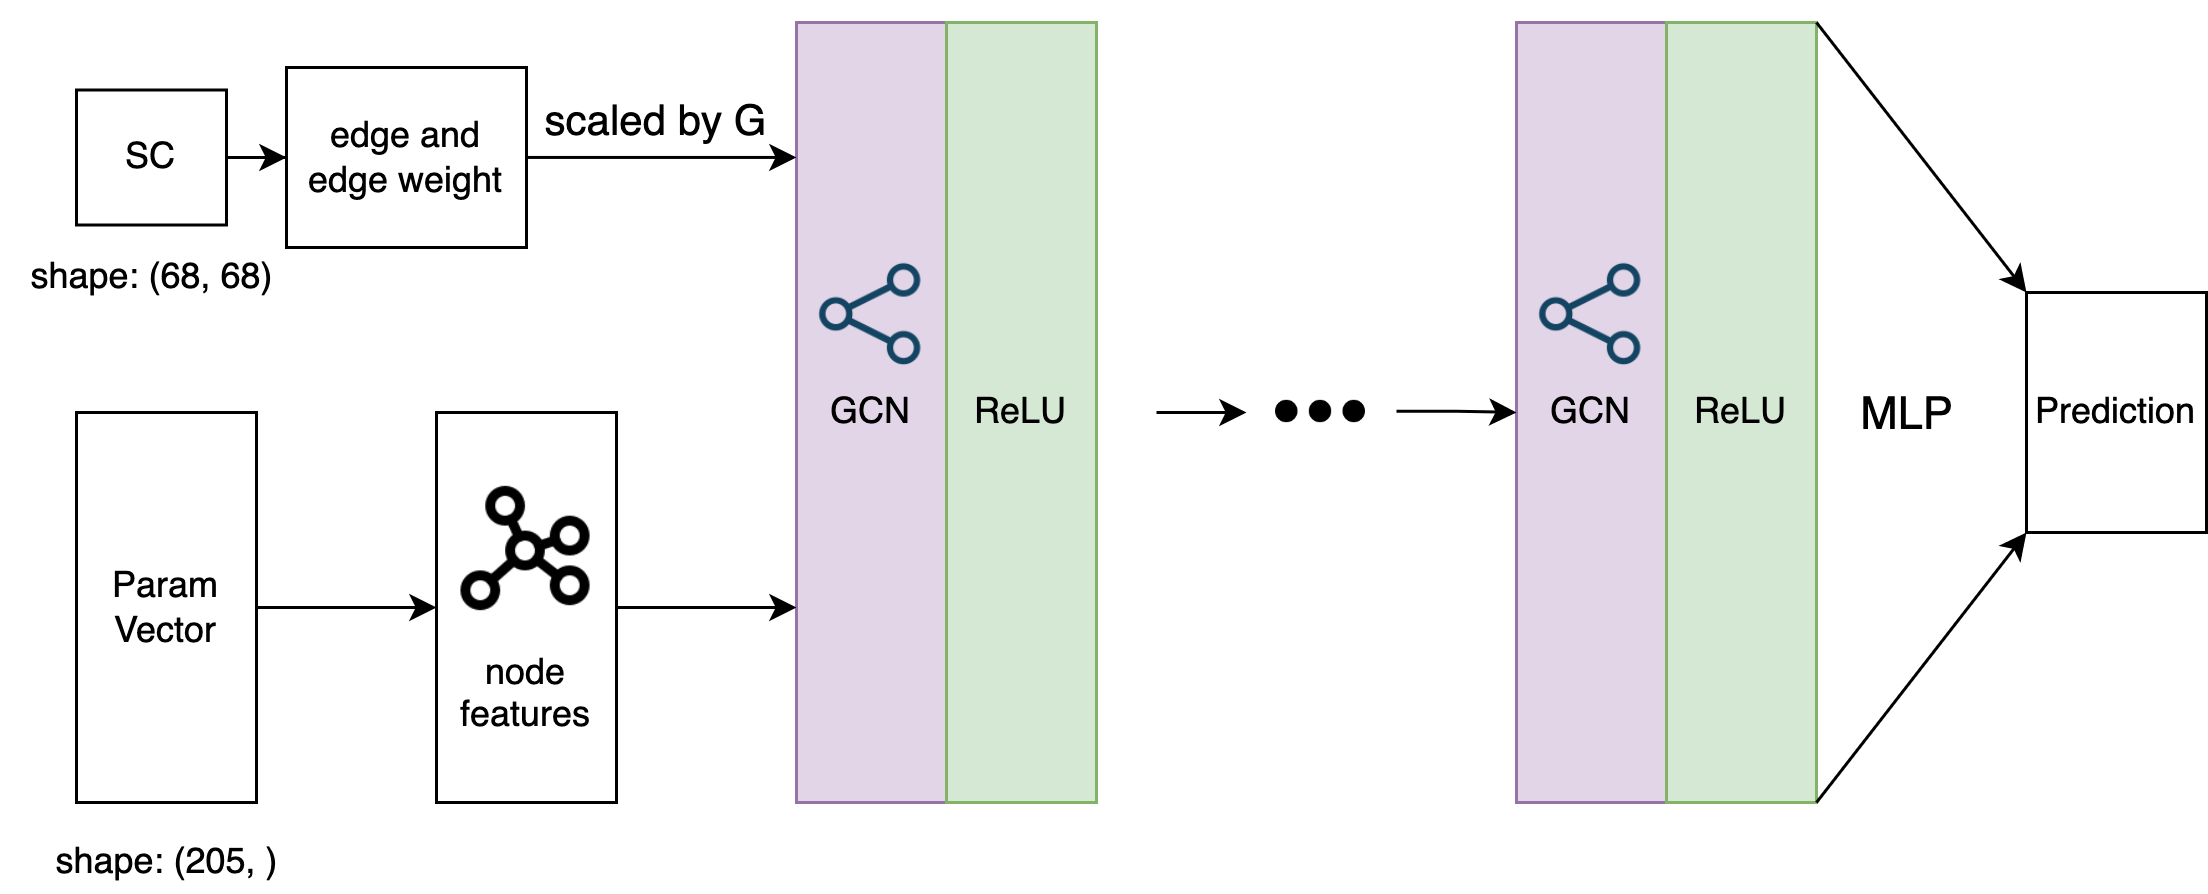 SC
shape: (68, 68)
edge and
edge weight
scaled by G
Param
Vector
shape: (205, )
node
features
GCN
ReLU
GCN
ReLU
MLP
Prediction